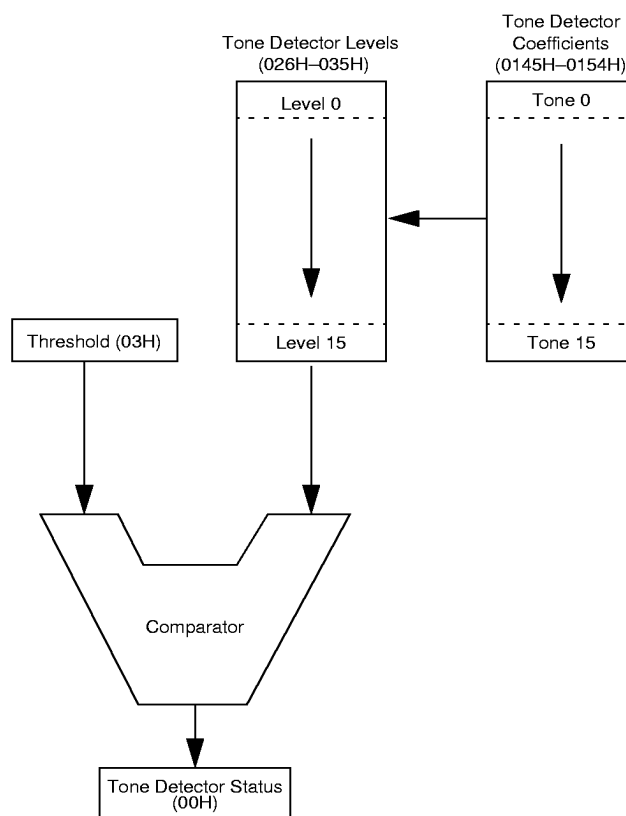 Tone Detector Levels
(026H–035H)
Tone Detector
Coefficients
(0145H–0154H)
Level 0
Tone 0
Threshold (03H)
Level 15
Tone 15
Comparator
Tone Detector Status
(00H)